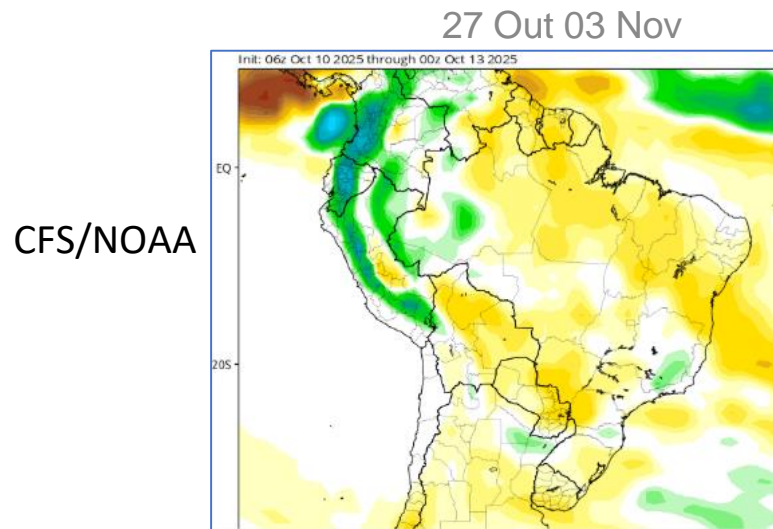 27 Out 03 Nov
Init: 06z Oct 10 2025 through 00z Oct 13 2025
EQ
CFS/NOAA
20S